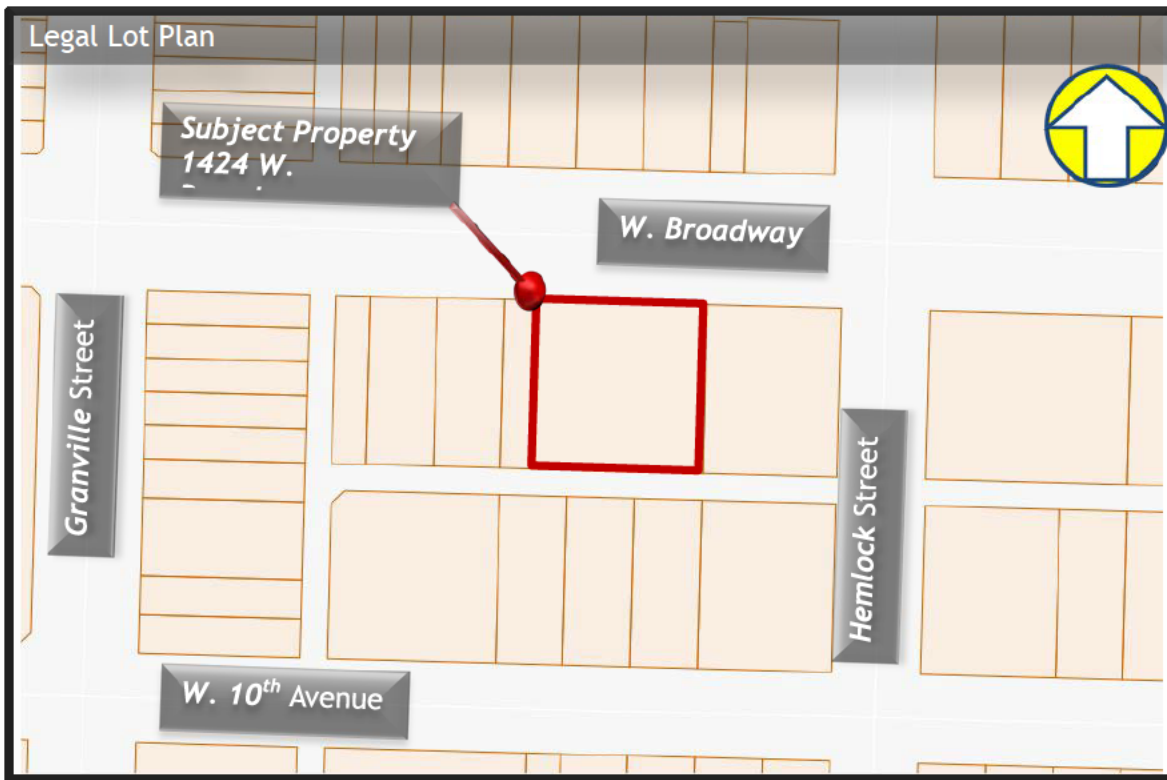 Legal Lot Plan
Subject Property
1424 W.
W. Broadway
Granville Street
Hemlock Street
W. 10th Avenue